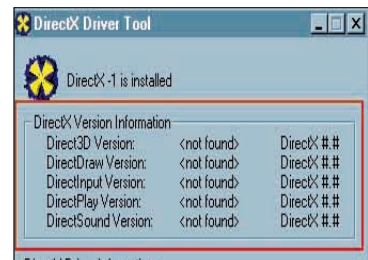 DirectX Driver Tool
DirectX -1 is installed
DirectX Version Information
Direct3D Version: <not found> DirectX #.#
DirectDraw Version: <not found> DirectX #.#
DirectInput Version: <not found> DirectX #.#
DirectPlay Version: <not found> DirectX #.#
DirectSound Version: <not found> DirectX #.#